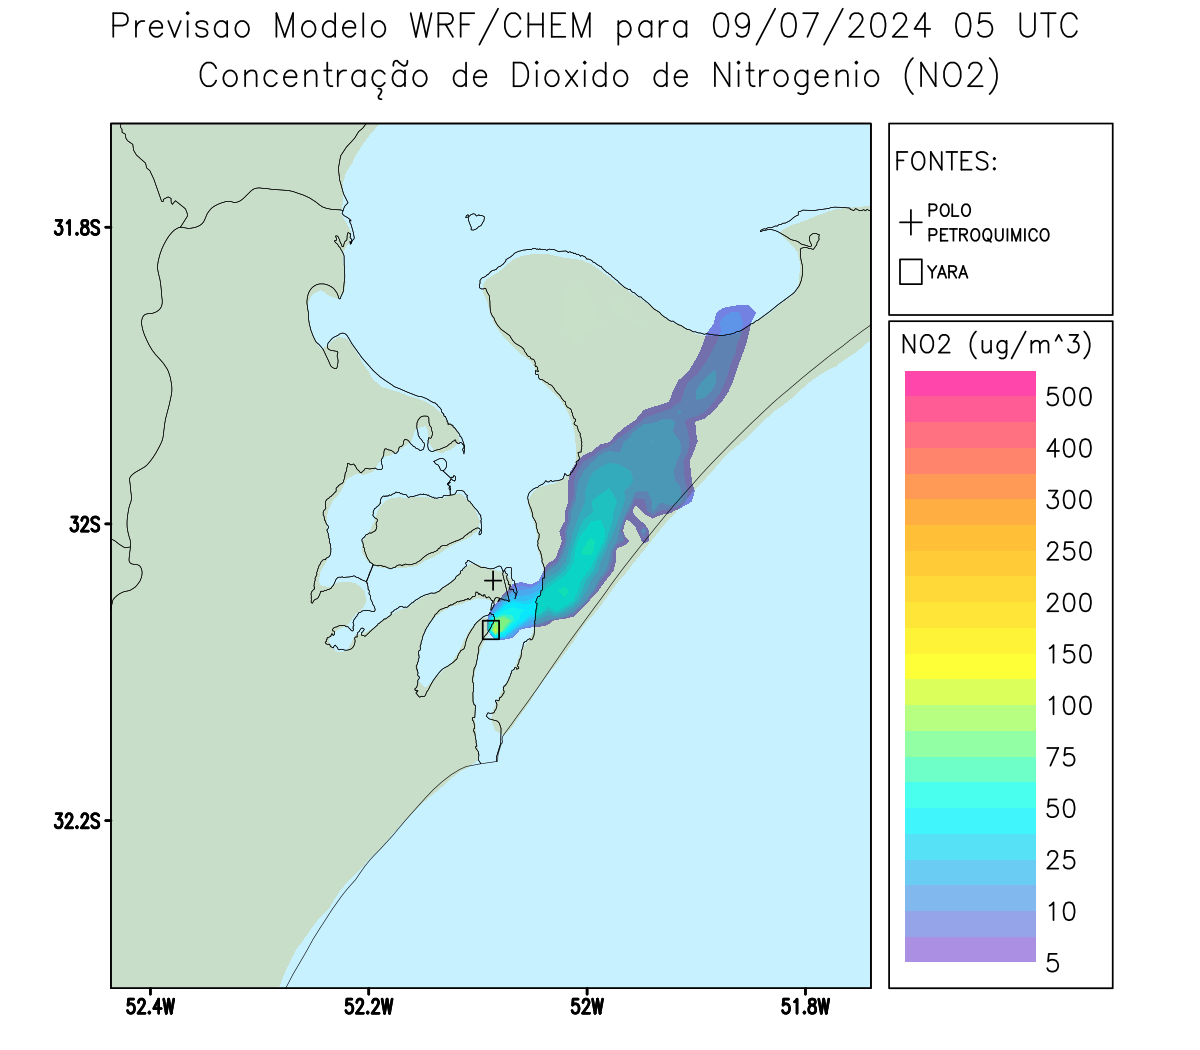 Previsao Modelo WRF/CHEM para 09/07/2024 05 UTC
Concentração de Dioxido de Nitrogenio (NO2)
FONTES:
POLO
PETROQUIMICO
YARA
31.8S
32S
32.2S
52.4W
52.2W
52W
51.8W
NO2 (ug/m^3)
500
400
300
250
200
150
100
75
50
25
10
5